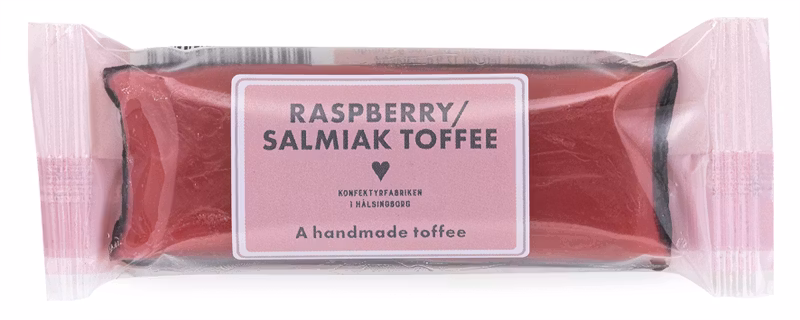 RASPBERRY/
SALMIAK TOFFEE
KONFEKTYRFABRIKEN
I HÄLSINGBORG
A handmade toffee